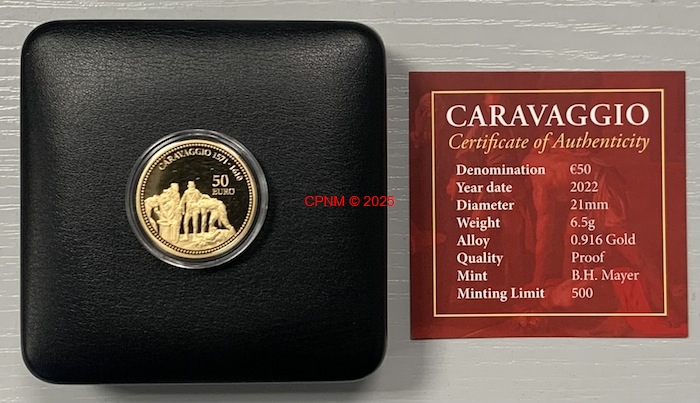 CARAVAGGIO 1571-1610
50
EURO
CPNM © 2025
CARAVAGGIO
Certificate of Authenticity
Denomination €50
Year date 2022
Diameter 21mm
Weight 6.5g
Alloy 0.916 Gold
Quality Proof
Mint B.H. Mayer
Minting Limit 500